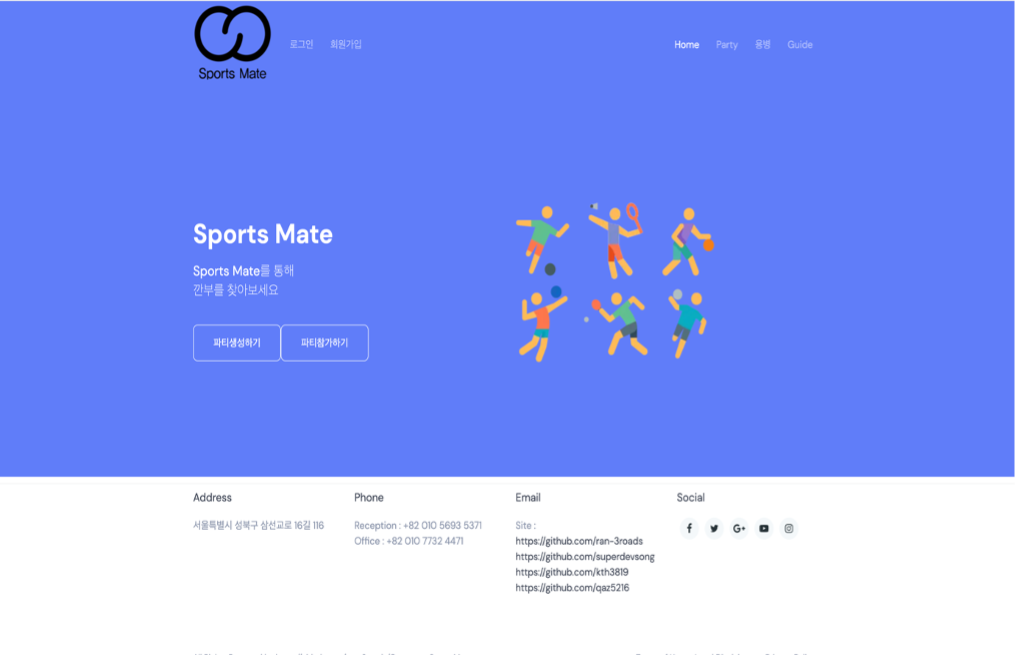 Sports Mate
로그인 회원가입
Home Party 용병 Guide
Sports Mate
Sports Mate를 통해
깐부를 찾아보세요
파티생성하기 파티참가하기
Address
서울특별시 성북구 삼선교로 16길 116
Phone
Reception : +82 010 5693 5371
Office : +82 010 7732 4471
Email
Site :
https://github.com/ran-3roads
https://github.com/superdevsong
https://github.com/kth3819
https://github.com/qaz5216
Social
G+